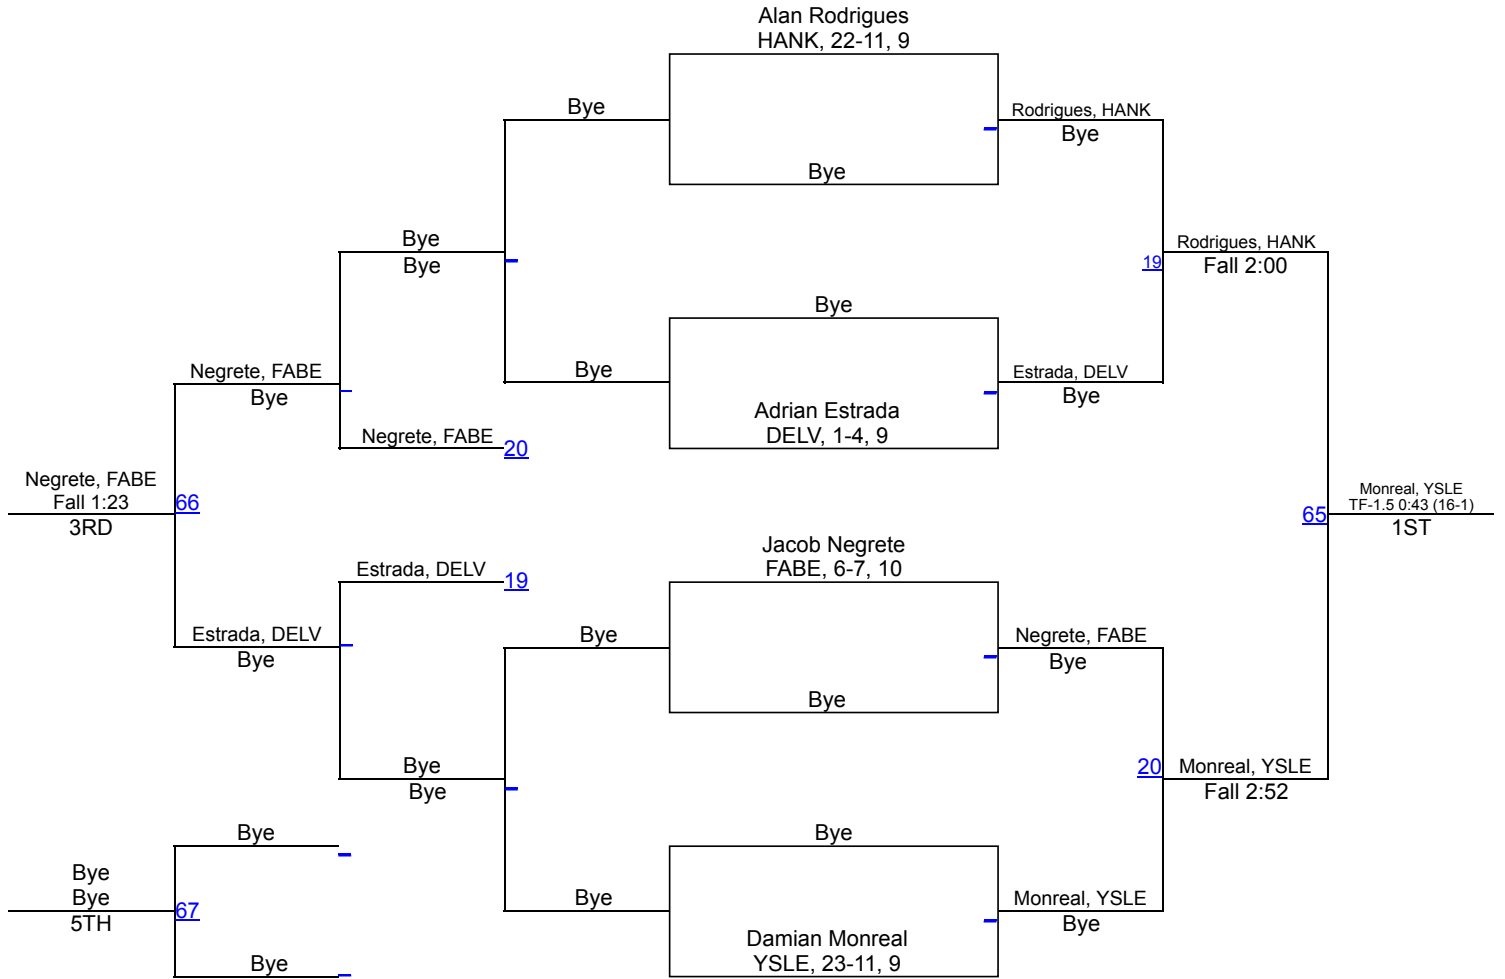 Alan Rodrigues
HANK, 22-11, 9
Bye
Rodrigues, HANK
Bye
Bye
Bye
Bye
Rodrigues, HANK
19
Fall 2:00
Bye
Bye
Estrada, DELV
Bye
Negrete, FABE
Bye
Adrian Estrada
DELV, 1-4, 9
Negrete, FABE
20
Negrete, FABE
Fall 1:23
3RD
66
Monreal, YSLE
TF-1.5 0:43 (16-1)
1ST
65
Jacob Negrete
FABE, 6-7, 10
Estrada, DELV
19
Estrada, DELV
Bye
Bye
Negrete, FABE
Bye
Bye
Bye
Bye
20
Monreal, YSLE
Fall 2:52
Bye
Bye
Bye
Bye
5TH
67
Bye
Monreal, YSLE
Bye
Damian Monreal
YSLE, 23-11, 9
Bye